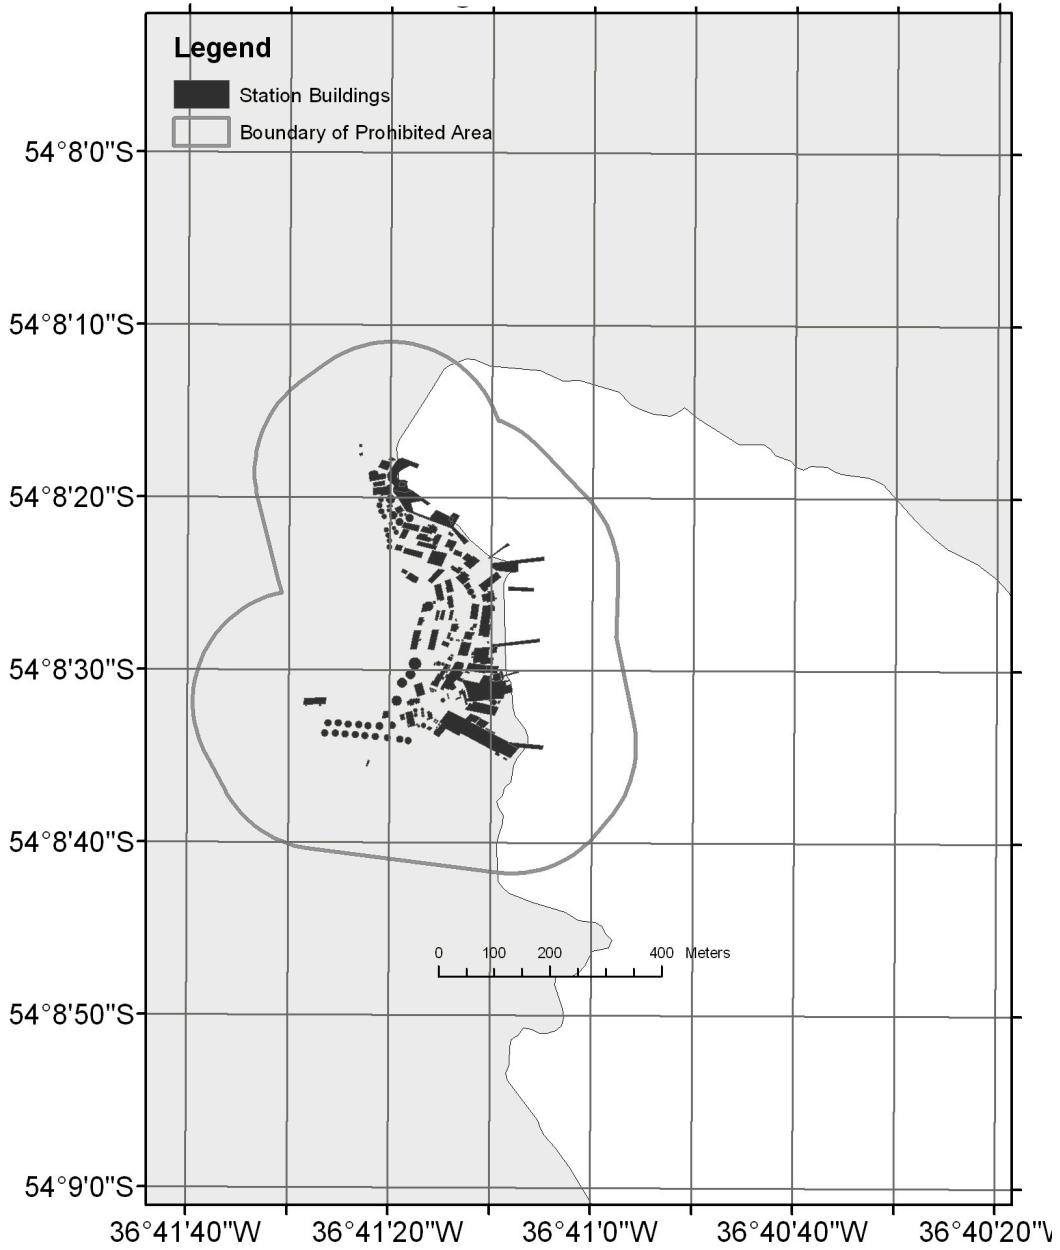 Legend
Station Buildings
Boundary of Prohibited Area
54°8'0"S
54°8'10"S
54°8'20"S
54°8'30"S
54°8'40"S
0 100 200 400 Meters
54°8'50"S
54°9'0"S
36°41'40"W 36°41'20"W 36°41'0"W 36°40'40"W 36°40'20"W